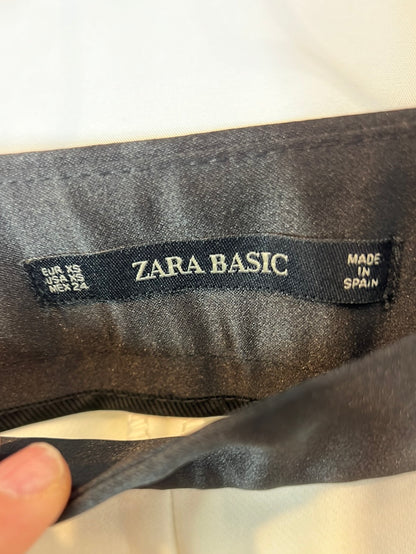 EUR XS
USA XS
MEX 24
ZARA BASIC
MADE
IN
SPAIN